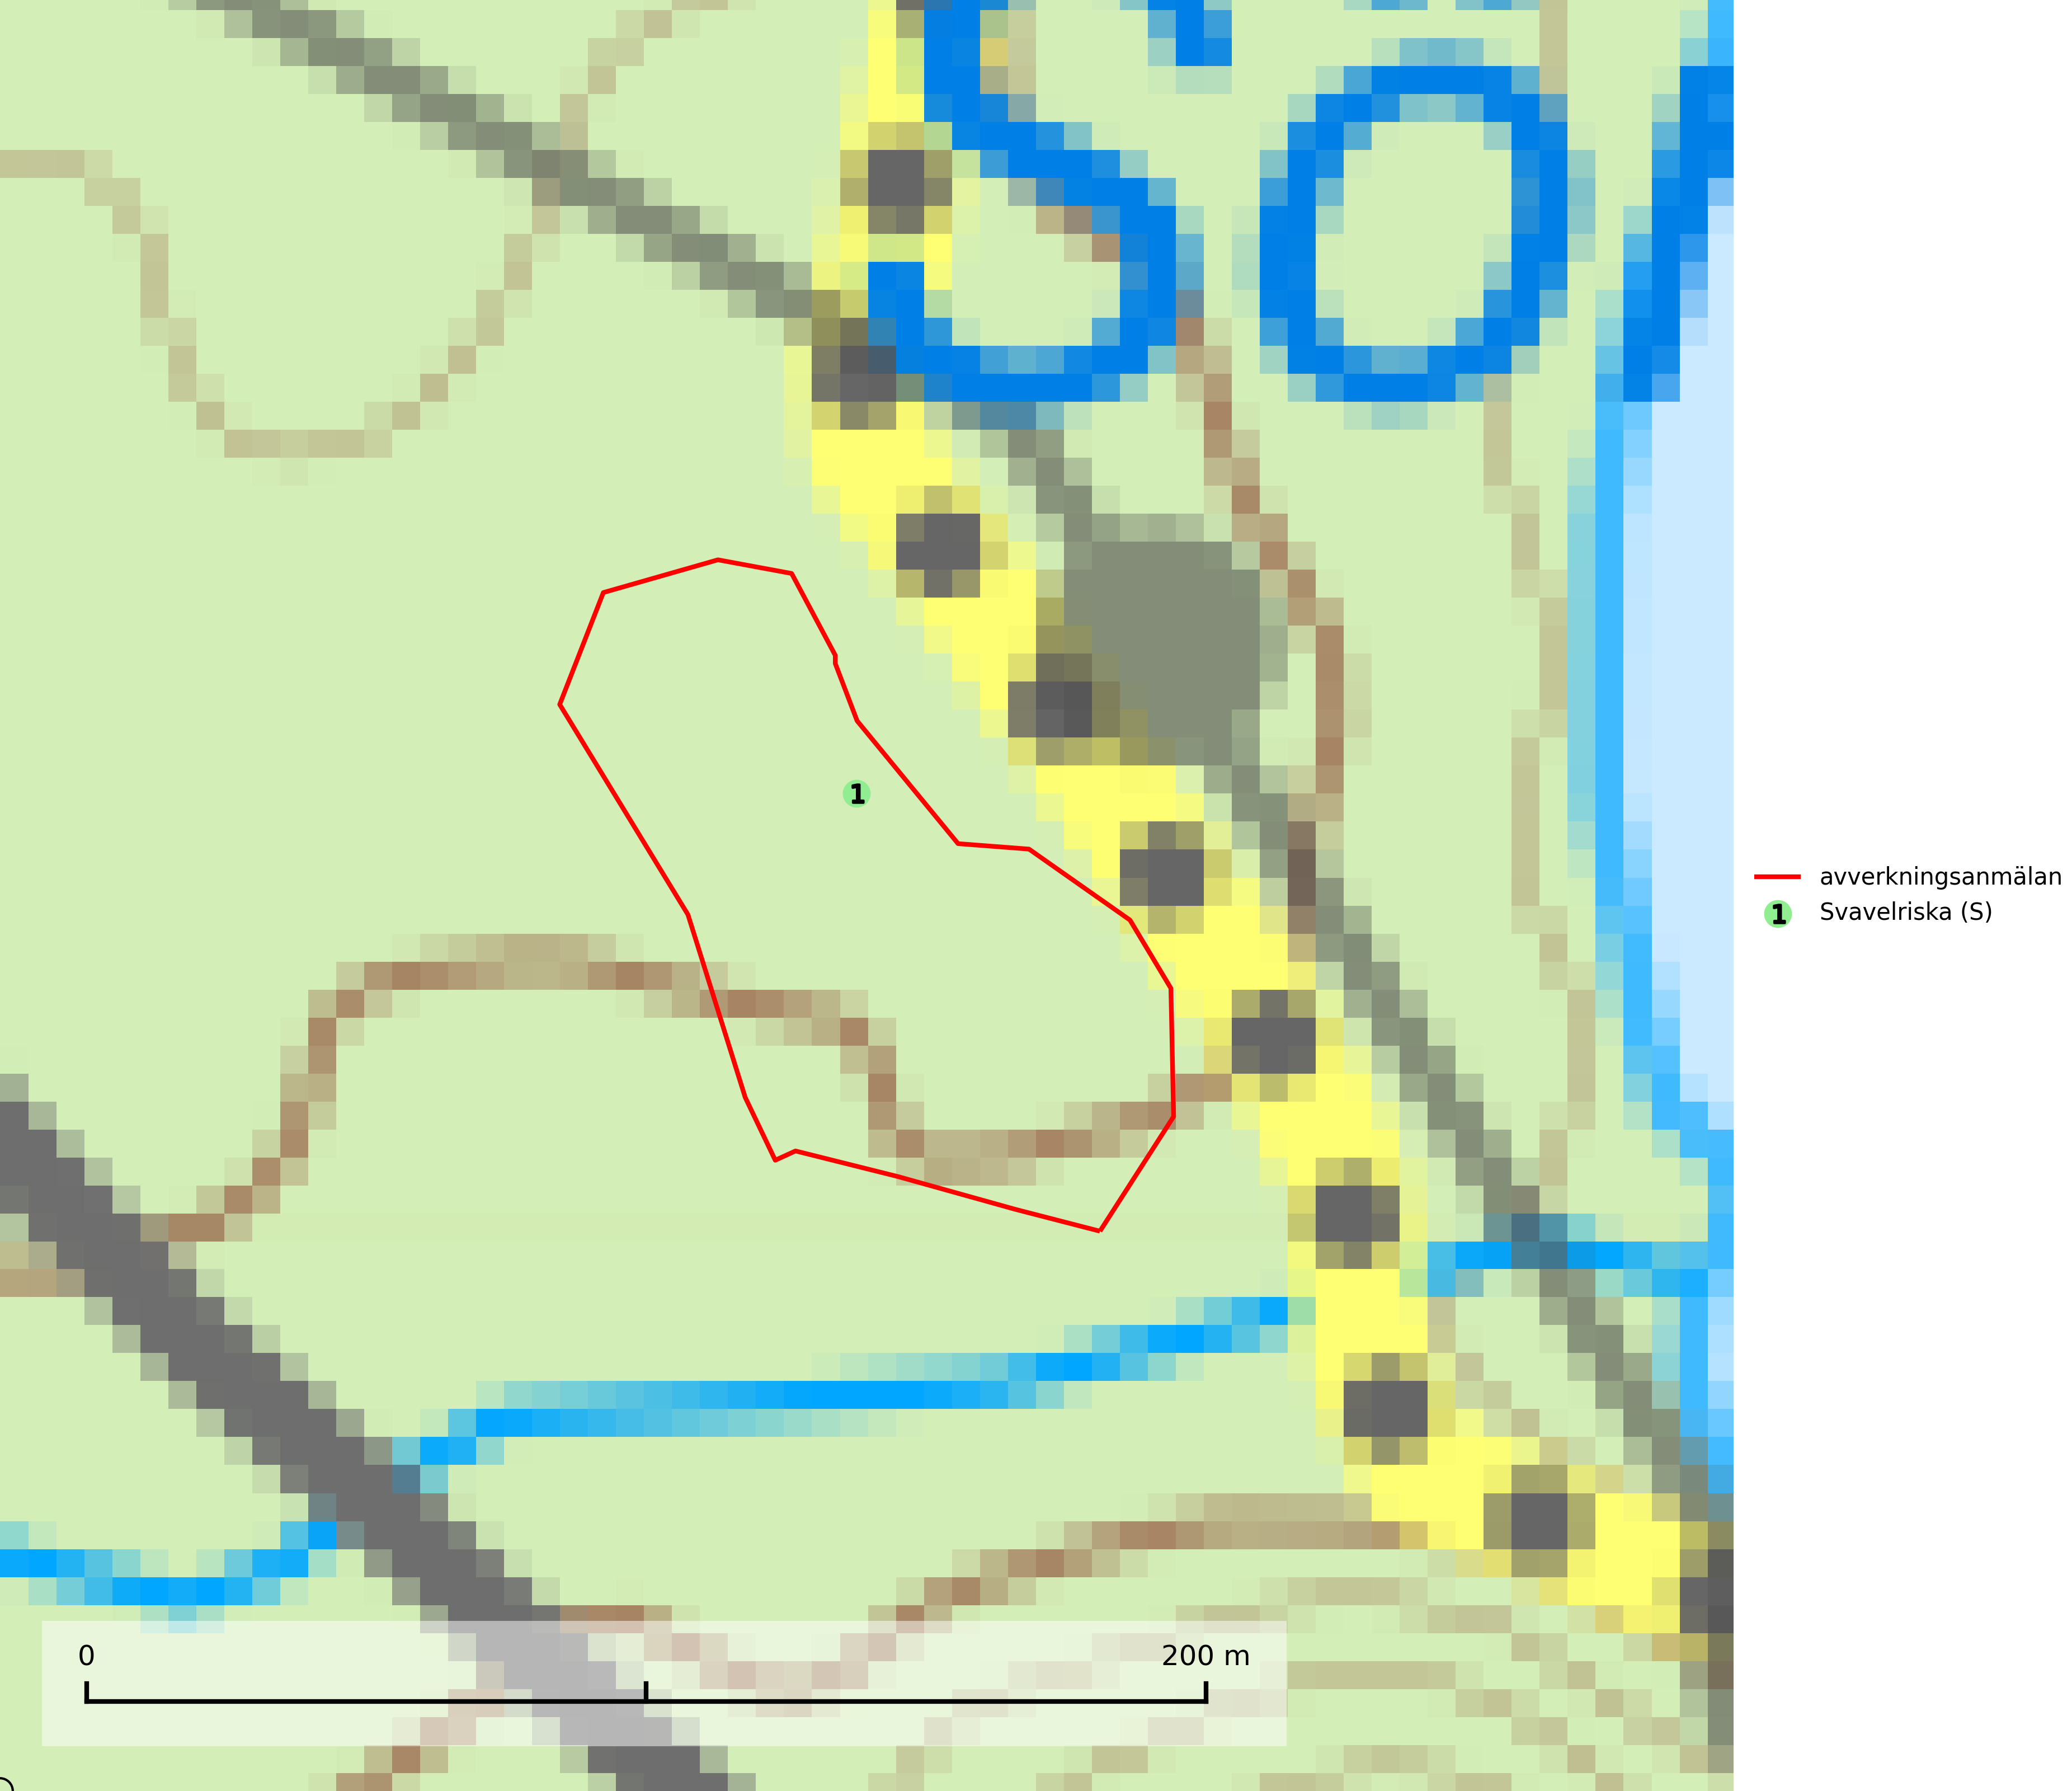 1
avverkningsanmälan
1 Svavelriska (S)
0 200 m